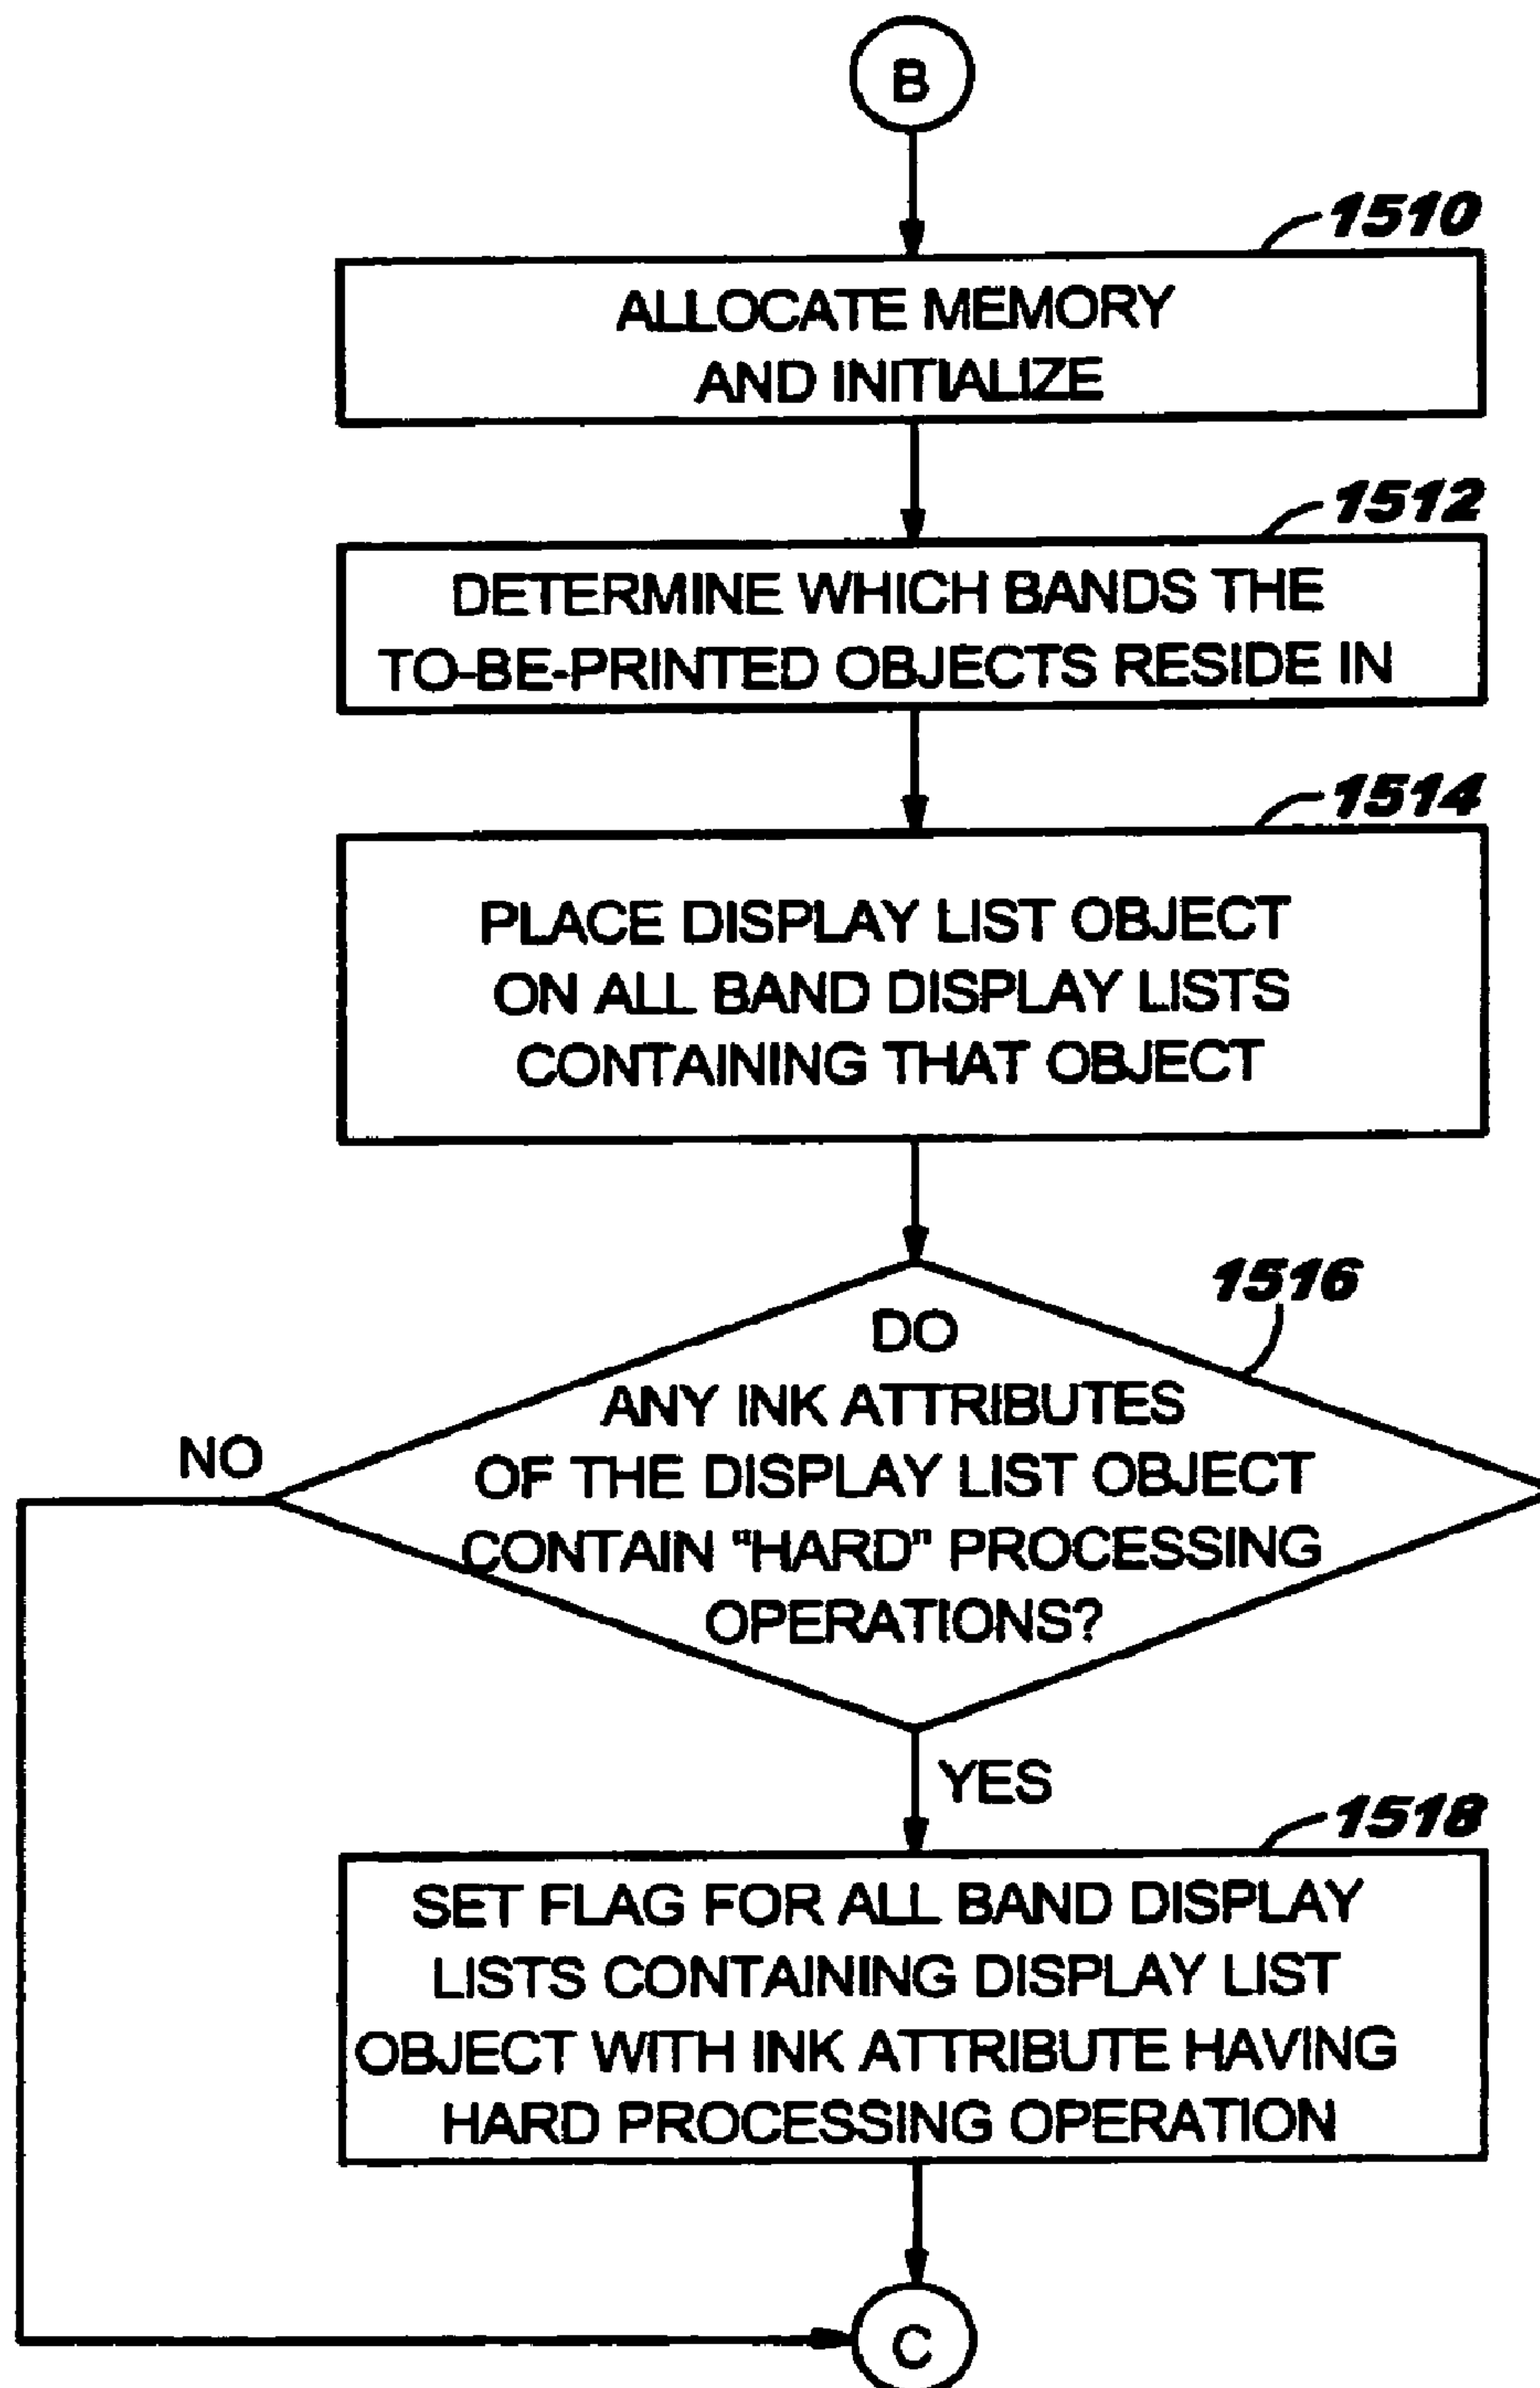 B
1510
ALLOCATE MEMORY
AND INITIALIZE
1512
DETERMINE WHICH BANDS THE
TO-BE-PRINTED OBJECTS RESIDE IN
1514
PLACE DISPLAY LIST OBJECT
ON ALL BAND DISPLAY LISTS
CONTAINING THAT OBJECT
1516
DO
ANY INK ATTRIBUTES
OF THE DISPLAY LIST OBJECT
CONTAIN "HARD" PROCESSING
OPERATIONS?
NO
YES
1518
SET FLAG FOR ALL BAND DISPLAY
LISTS CONTAINING DISPLAY LIST
OBJECT WITH INK ATTRIBUTE HAVING
HARD PROCESSING OPERATION
C